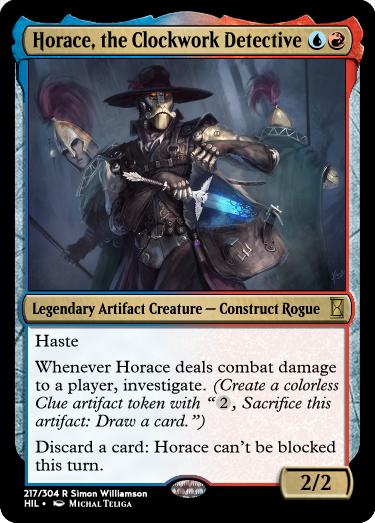 Horace, the Clockwork Detective
Legendary Artifact Creature — Construct Rogue
Haste
Whenever Horace deals combat damage
to a player, investigate. (Create a colorless
Clue artifact token with “2, Sacrifice this
artifact: Draw a card.”)
Discard a card: Horace can't be blocked
this turn.
2/2
217/304 R Simon Williamson
HIL • Michal Teliga